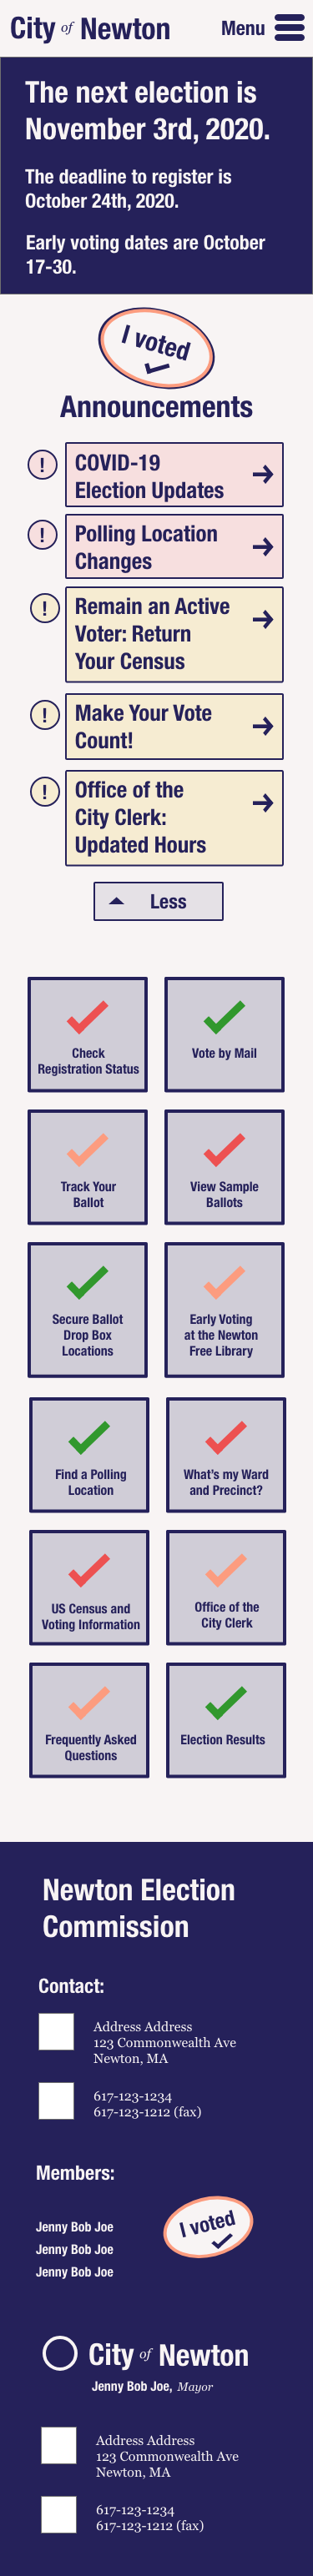 City of Newton
Menu
The next election is
November 3rd, 2020.
The deadline to register is
October 24th, 2020.
Early voting dates are October
17-30.
I voted
Announcements
!
COVID-19
Election Updates
!
Polling Location
Changes
!
Remain an Active
Voter: Return
Your Census
!
Make Your Vote
Count!
!
Office of the
City Clerk:
Updated Hours
Less
Check
Registration Status
Vote by Mail
Track Your
Ballot
View Sample
Ballots
Secure Ballot
Drop Box
Locations
Early Voting
at the Newton
Free Library
Find a Polling
Location
What's my Ward
and Precinct?
US Census and
Voting Information
Office of the
City Clerk
Frequently Asked
Questions
Election Results
Newton Election
Commission
Contact:
Address Address
123 Commonwealth Ave
Newton, MA
617-123-1234
617-123-1212 (fax)
Members:
Jenny Bob Joe
Jenny Bob Joe
Jenny Bob Joe
I voted
City of Newton
Jenny Bob Joe, Mayor
Address Address
123 Commonwealth Ave
Newton, MA
617-123-1234
617-123-1212 (fax)